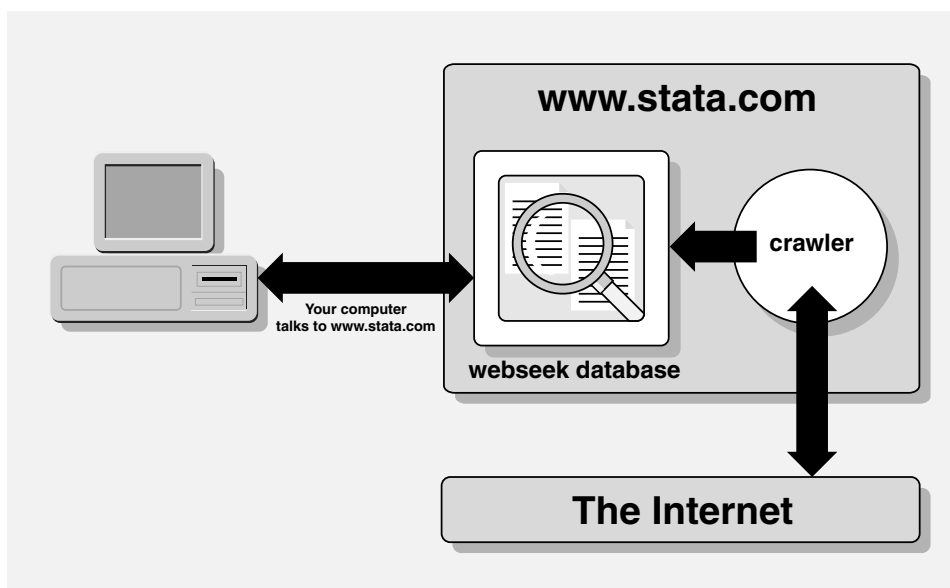 www.stata.com
crawler
Your computer
talks to www.stata.com
webseek database
The Internet